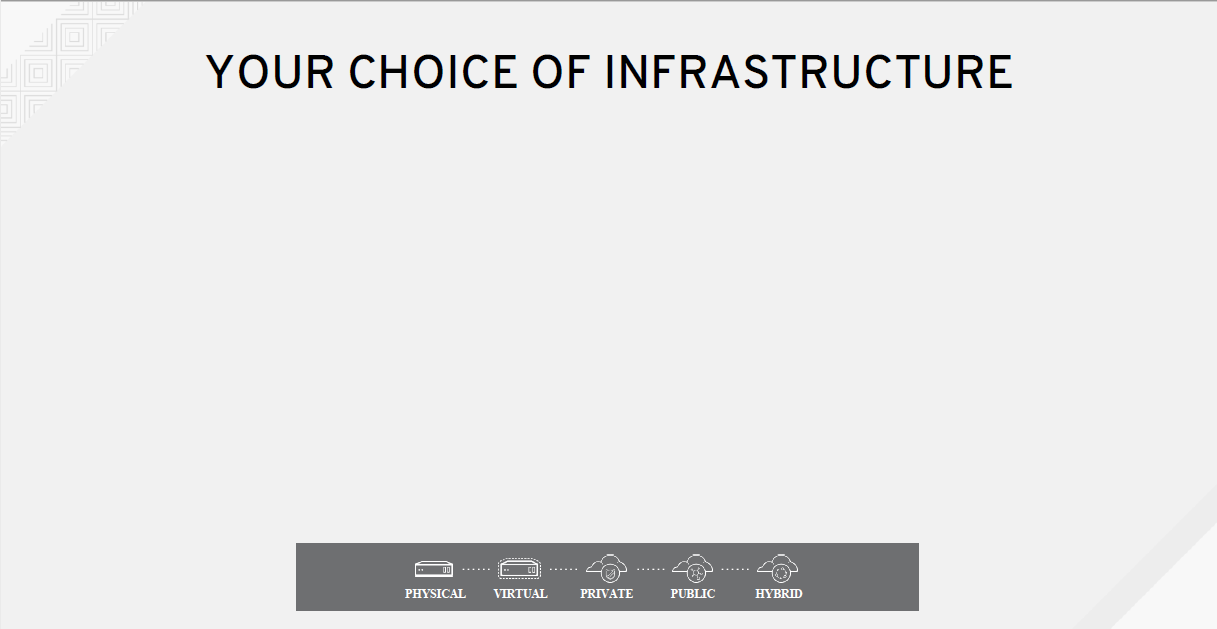 YOUR CHOICE OF INFRASTRUCTURE
PHYSICAL VIRTUAL PRIVATE PUBLIC HYBRID